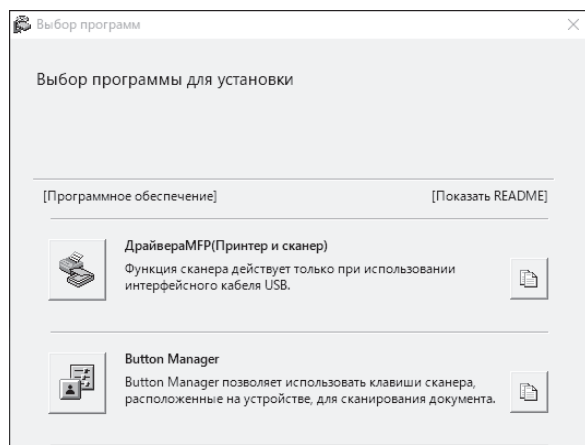 Выбор программ
Выбор программы для установки
[Программное обеспечение] [Показать README]
ДрайвераMFP(Принтер и сканер)
Функция сканера действует только при использовании
интерфейсного кабеля USB.
Button Manager
Button Manager позволяет использовать клавиши сканера,
расположенные на устройстве, для сканирования документа.